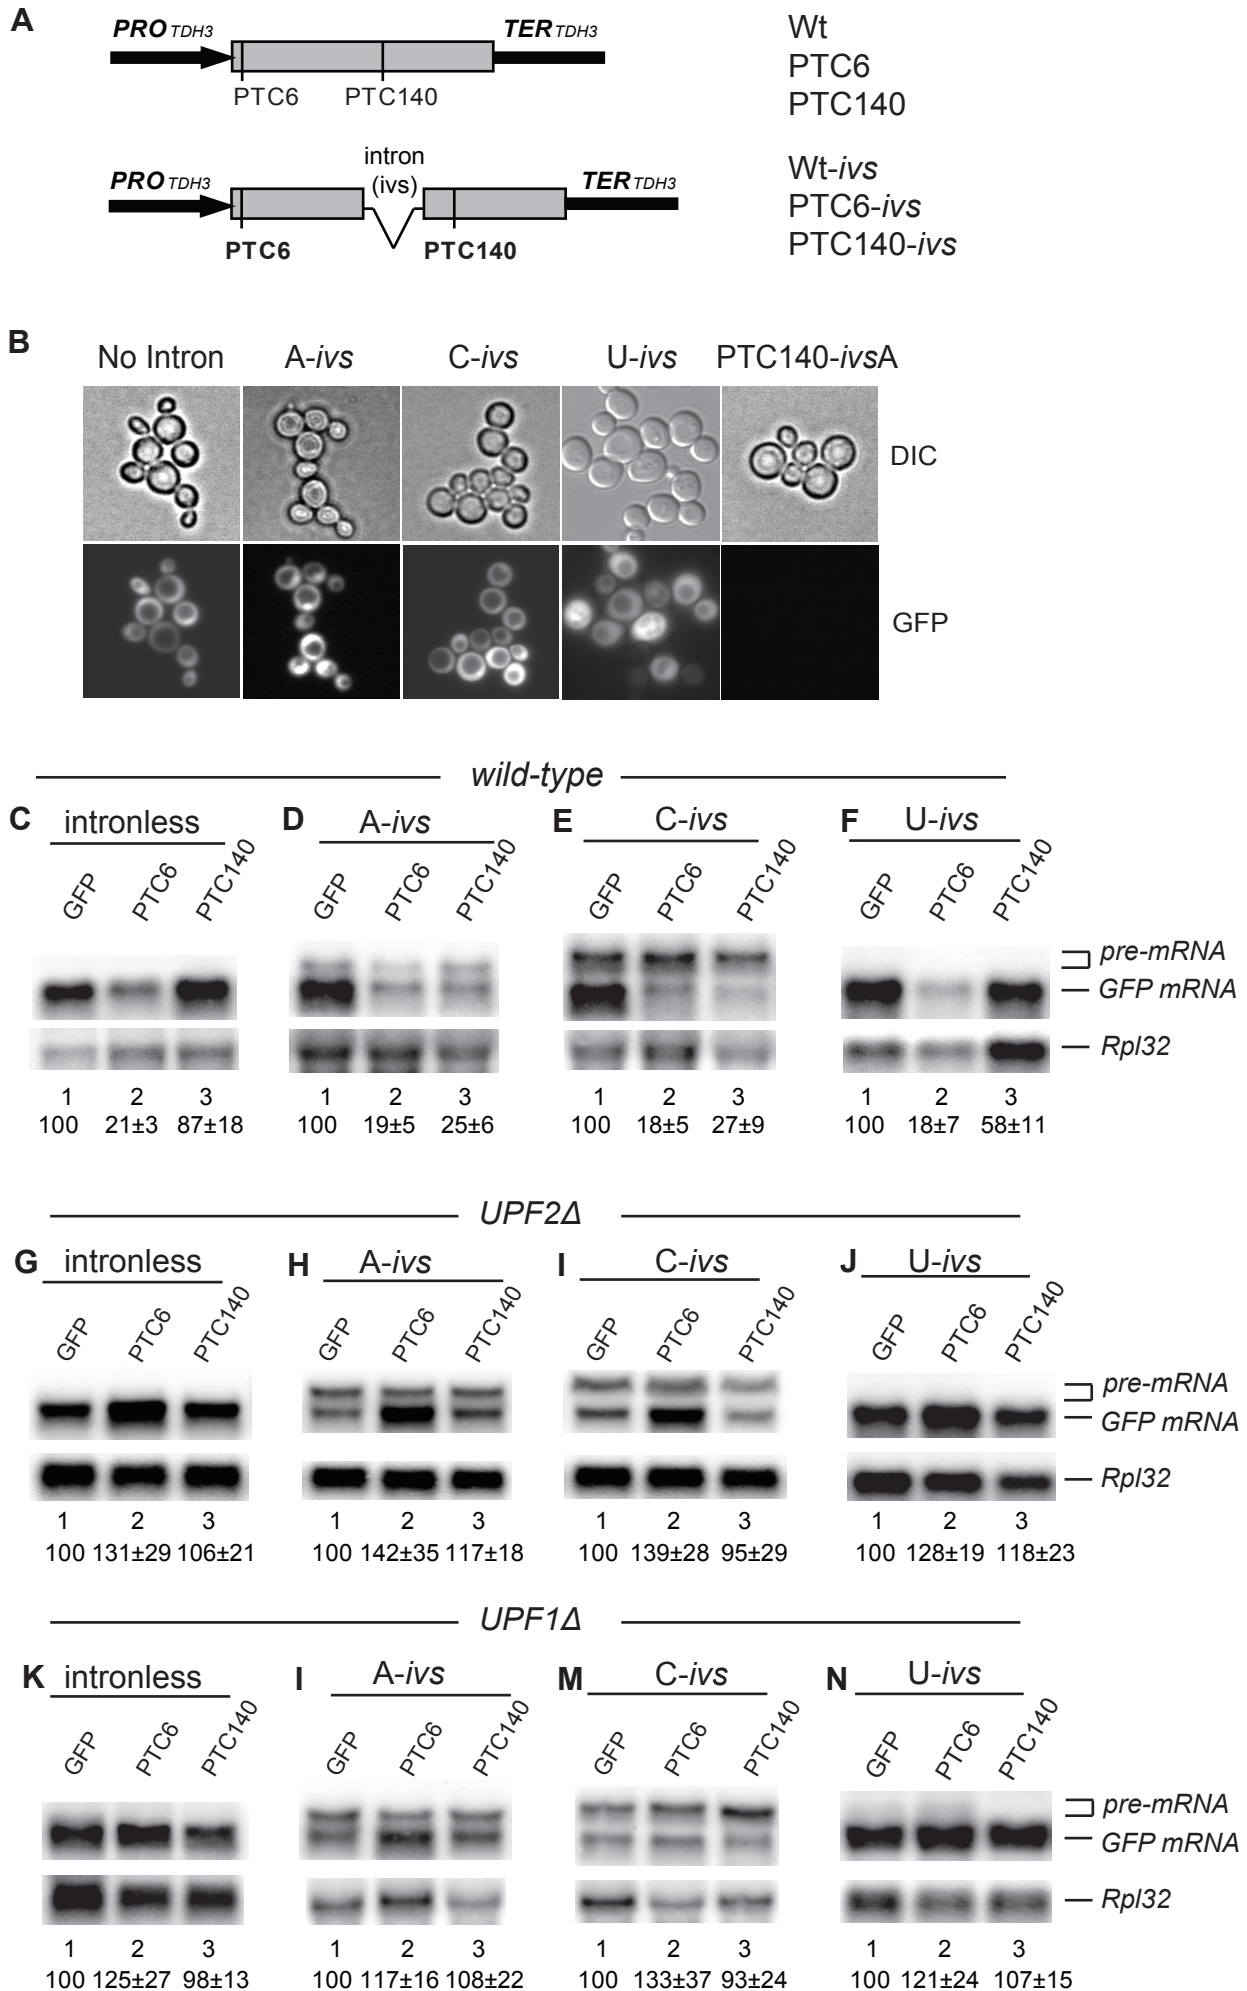 A
PRO TDH3 TER TDH3 Wt
PTC6 PTC140 PTC6
PTC140
intron
(ivs)
PRO TDH3 TER TDH3 Wt-ivs
PTC6 PTC140 PTC6-ivs
PTC140-ivs
B
No Intron A-ivs C-ivs U-ivs PTC140-ivsA
DIC
GFP
wild-type
C intronless D A-ivs E C-ivs F U-ivs
GFP PTC6 PTC140 GFP PTC6 PTC140 GFP PTC6 PTC140 GFP PTC6 PTC140
pre-mRNA
GFP mRNA
Rpl32
1 2 3 1 2 3 1 2 3 1 2 3
100 21±3 87±18 100 19±5 25±6 100 18±5 27±9 100 18±7 58±11
UPF2Δ
G intronless H A-ivs I C-ivs J U-ivs
GFP PTC6 PTC140 GFP PTC6 PTC140 GFP PTC6 PTC140 GFP PTC6 PTC140
pre-mRNA
GFP mRNA
Rpl32
1 2 3 1 2 3 1 2 3 1 2 3
100 131±29 106±21 100 142±35 117±18 100 139±28 95±29 100 128±19 118±23
UPF1Δ
K intronless I A-ivs M C-ivs N U-ivs
GFP PTC6 PTC140 GFP PTC6 PTC140 GFP PTC6 PTC140 GFP PTC6 PTC140
pre-mRNA
GFP mRNA
Rpl32
1 2 3 1 2 3 1 2 3 1 2 3
100 125±27 98±13 100 117±16 108±22 100 133±37 93±24 100 121±24 107±15